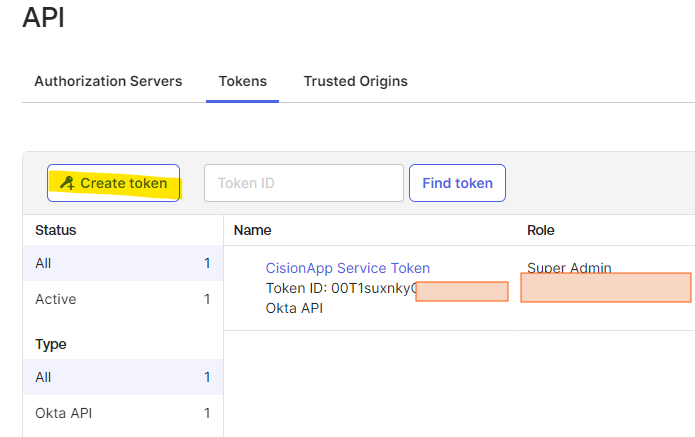 API
Authorization Servers Tokens Trusted Origins
Create token Token ID Find token
Status Name Role
All 1
CisionApp Service Token Super Admin
Token ID: 00T1suxnky
Okta API
Active 1
Type
All 1
Okta API 1